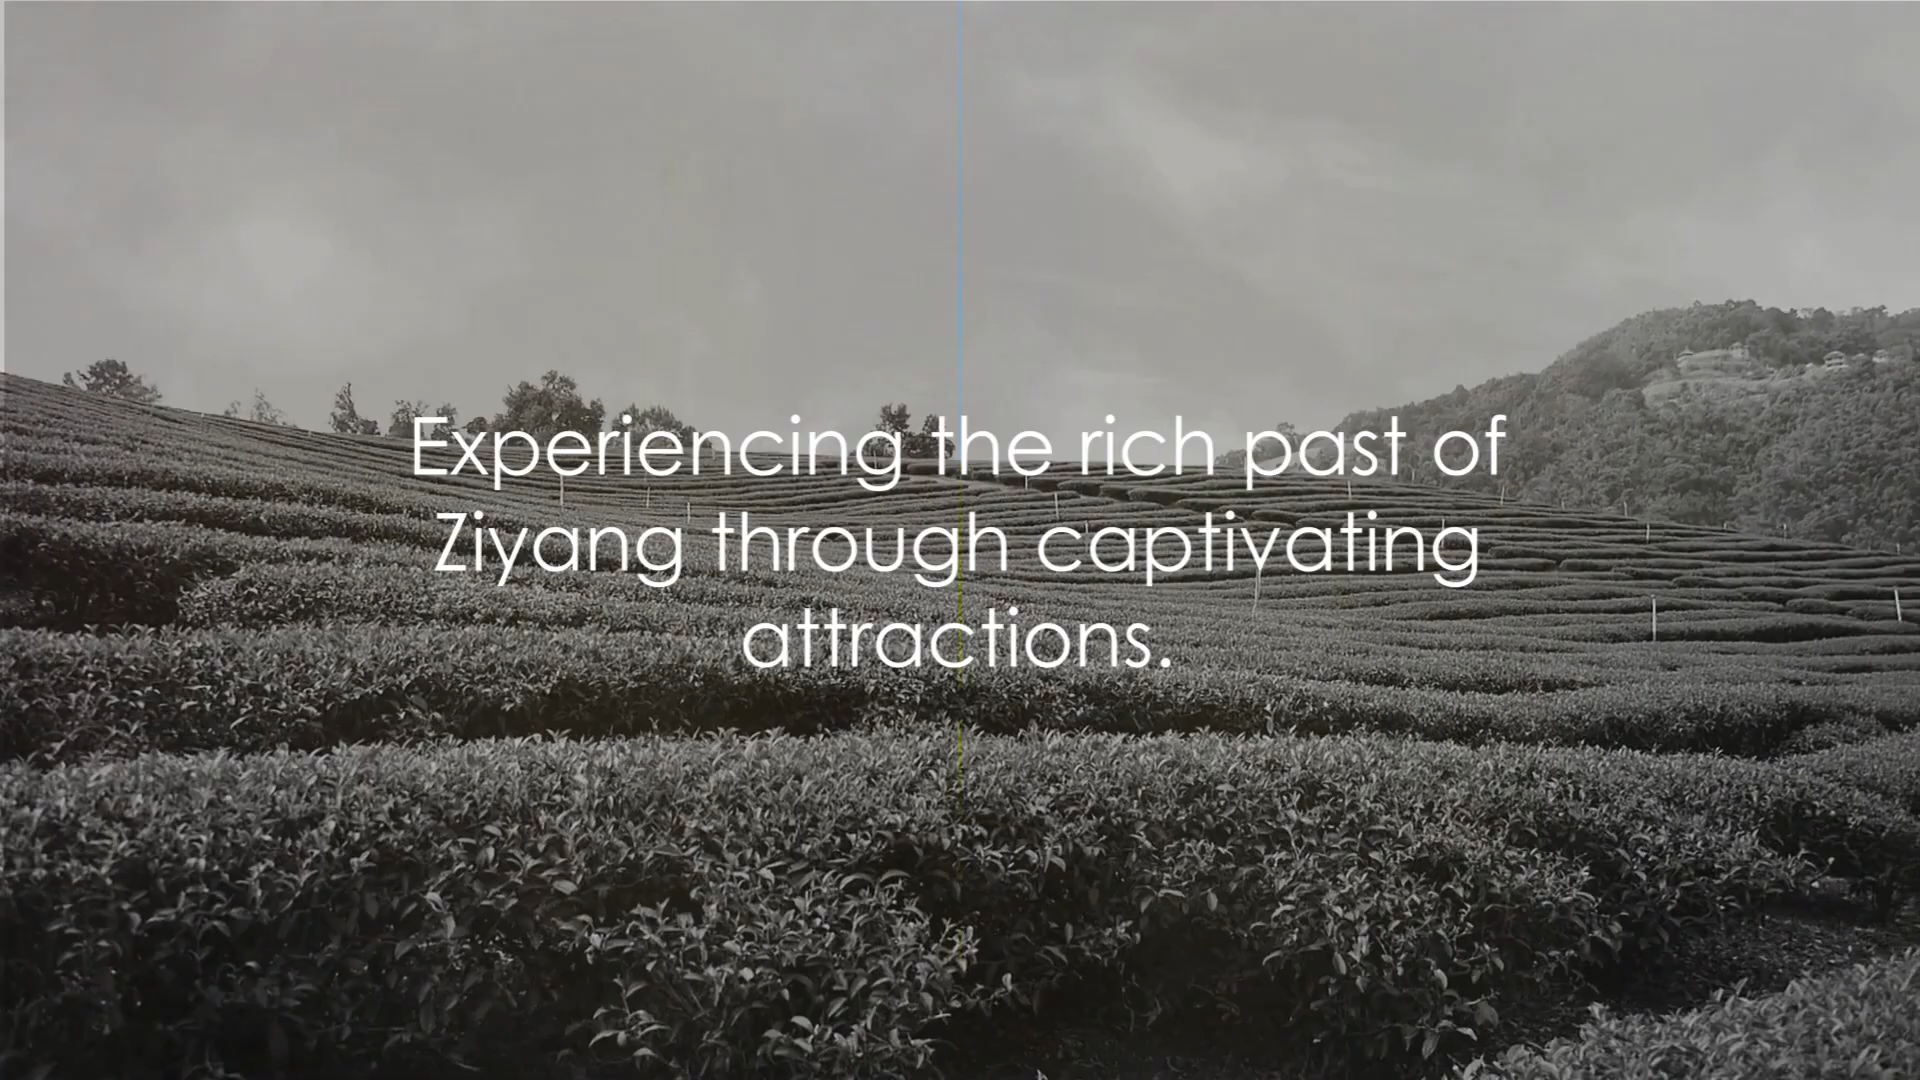 Experiencing the rich past of
Ziyang through captivating
attractions.